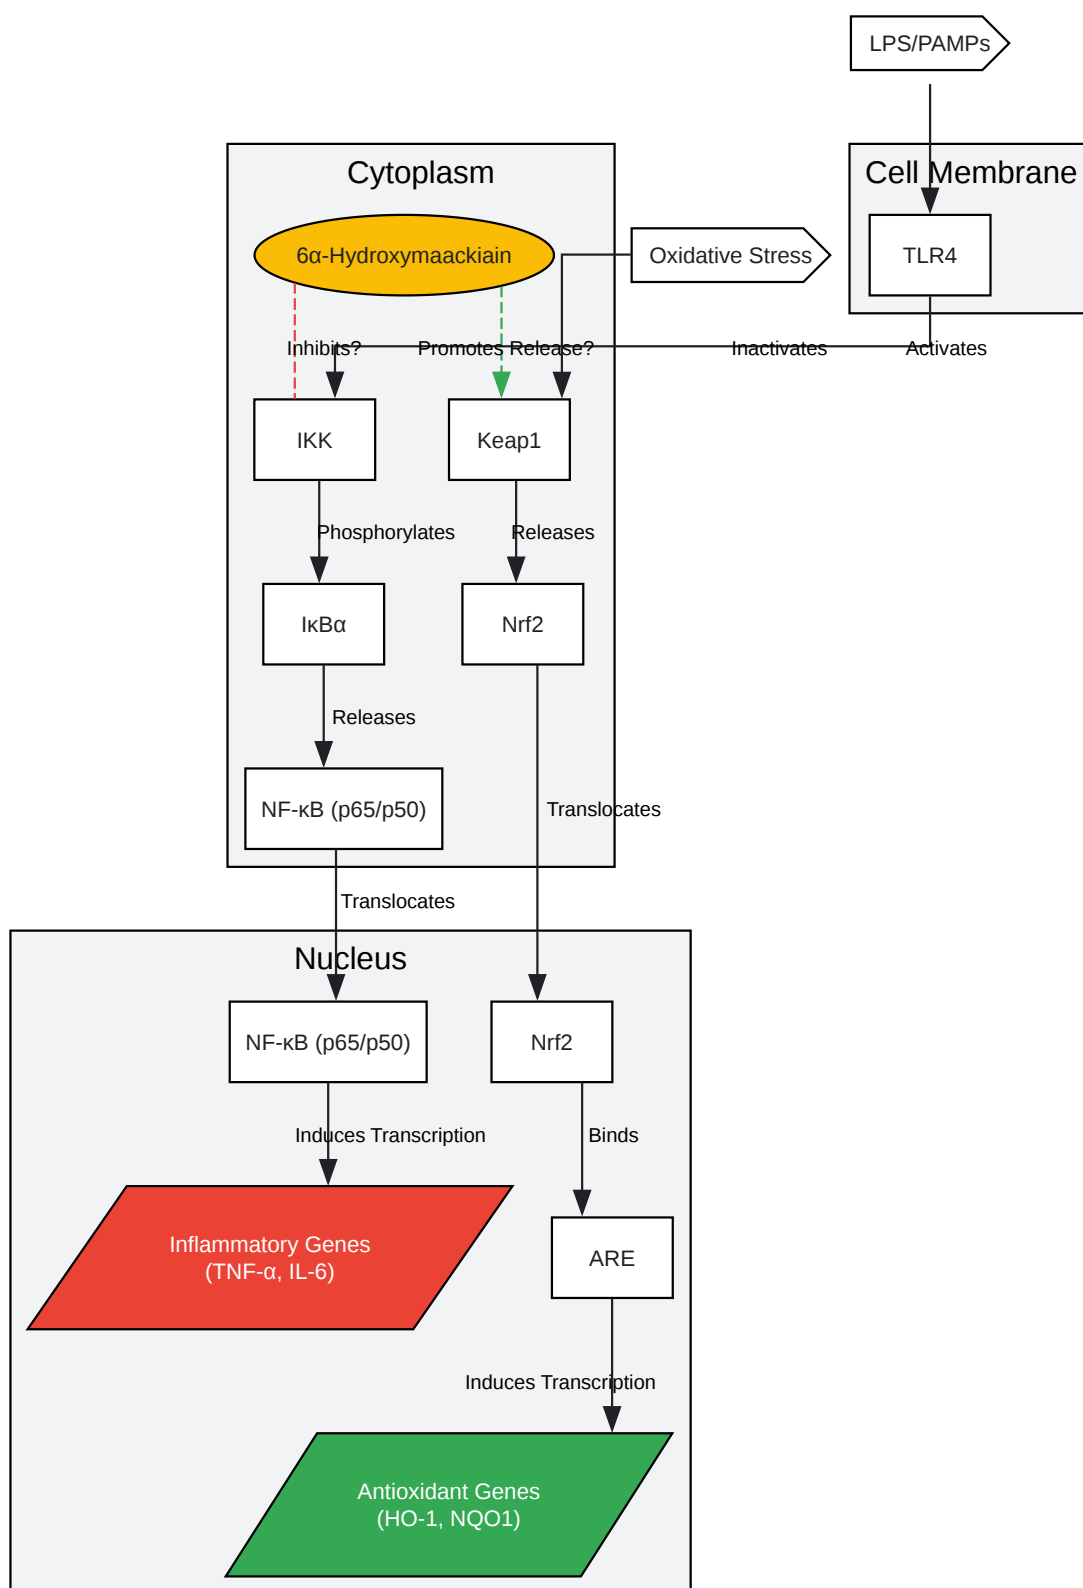 LPS/PAMPs
Cytoplasm
Cell Membrane
6α-Hydroxymaackiain
Oxidative Stress
TLR4
Inhibits?
Promotes Release?
Inactivates
Activates
IKK
Keap1
Phosphorylates
Releases
IκBα
Nrf2
Releases
NF-κB (p65/p50)
Translocates
Translocates
Nucleus
NF-κB (p65/p50)
Nrf2
Induces Transcription
Binds
Inflammatory Genes
(TNF-α, IL-6)
ARE
Induces Transcription
Antioxidant Genes
(HO-1, NQO1)